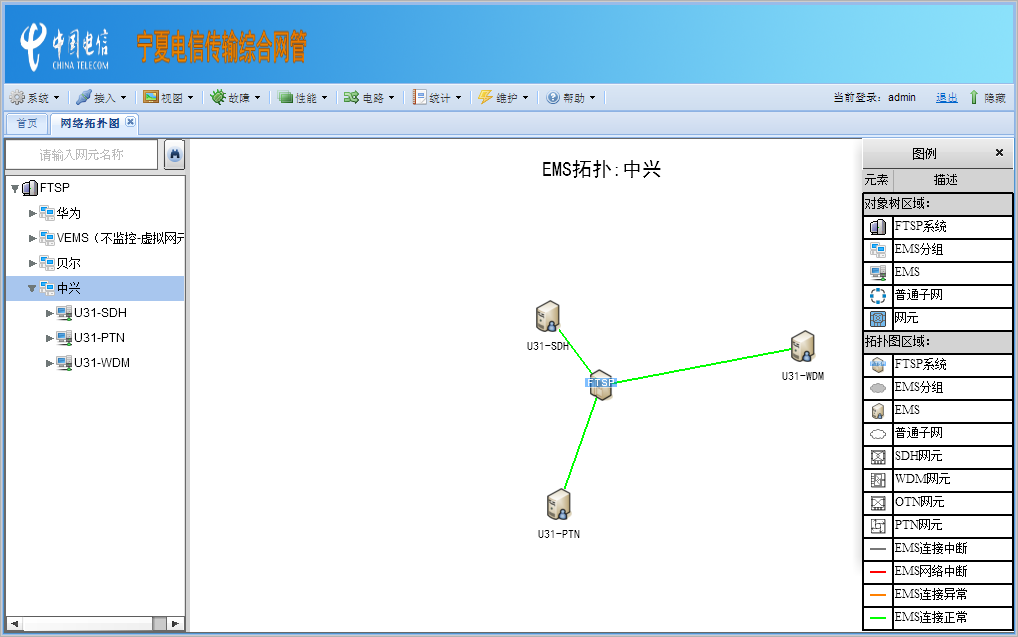 中国电信
CHINA TELECOM
宁夏电信传输综合网管
系统 接入 视图 故障 性能 电路 统计 维护 帮助 当前登录: admin 退出 隐藏
首页 网络拓扑图
请输入网元名称
FTSP
华为
VEMS（不监控-虚拟网元
贝尔
中兴
U31-SDH
U31-PTN
U31-WDM
EMS拓扑:中兴
U31-SDH
U31-WDM
FTSP
U31-PTN
图例
元素 描述
对象树区域:
FTSP系统
EMS分组
EMS
普通子网
网元
拓扑图区域:
FTSP系统
EMS分组
EMS
普通子网
SDH网元
WDM网元
OTN网元
PTN网元
EMS连接中断
EMS网络中断
EMS连接异常
EMS连接正常